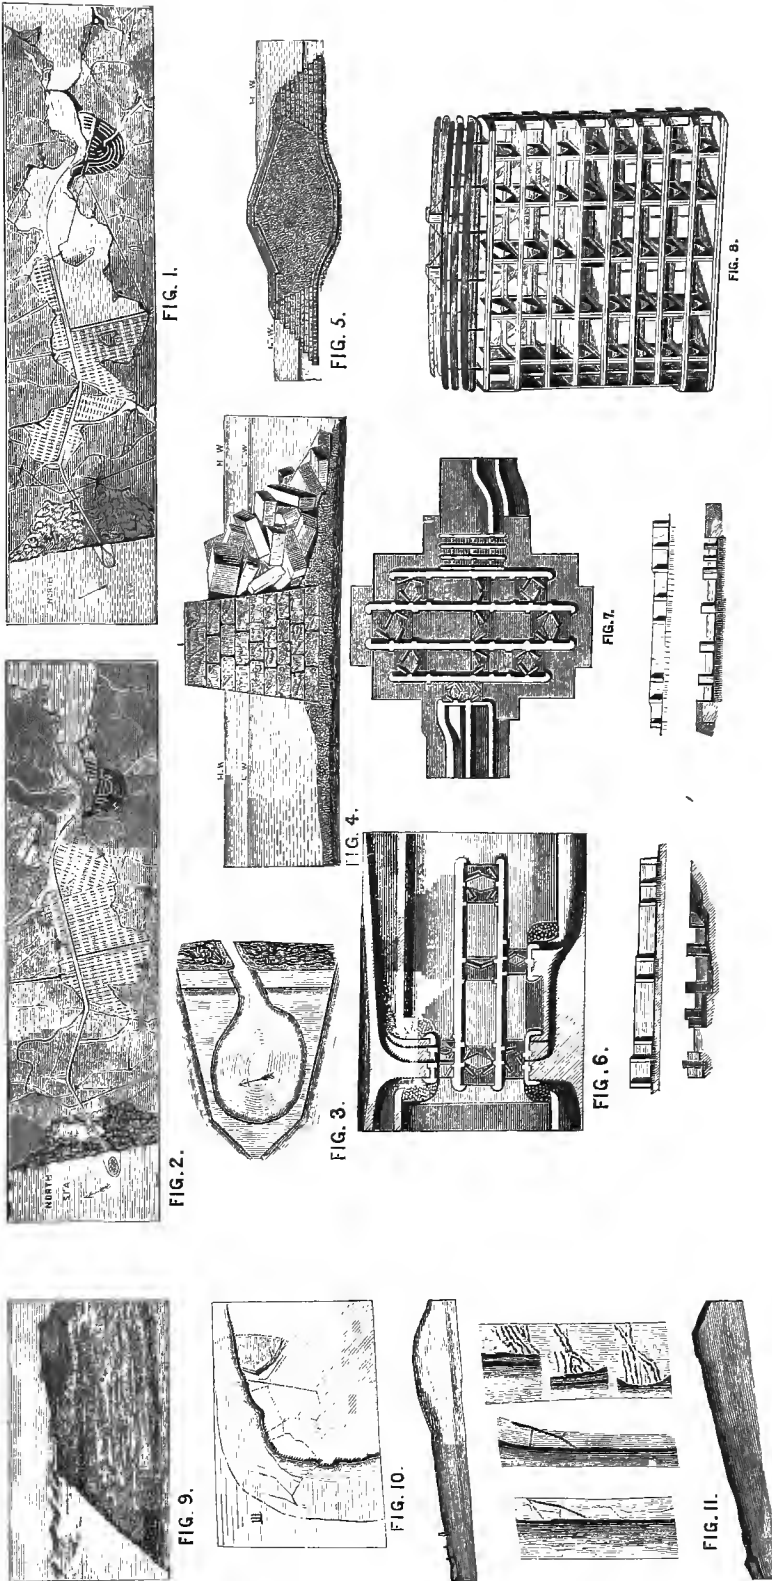 FIG. 1.
NORTH
FIG. 2.
NORTH
SEA
FIG. 3.
FIG. 4.
H. W
L. W
H. W
L. W
FIG. 5.
H. W
L. W
FIG. 6.
FIG. 7.
FIG. 8.
FIG. 9.
FIG. 10.
FIG. 11.